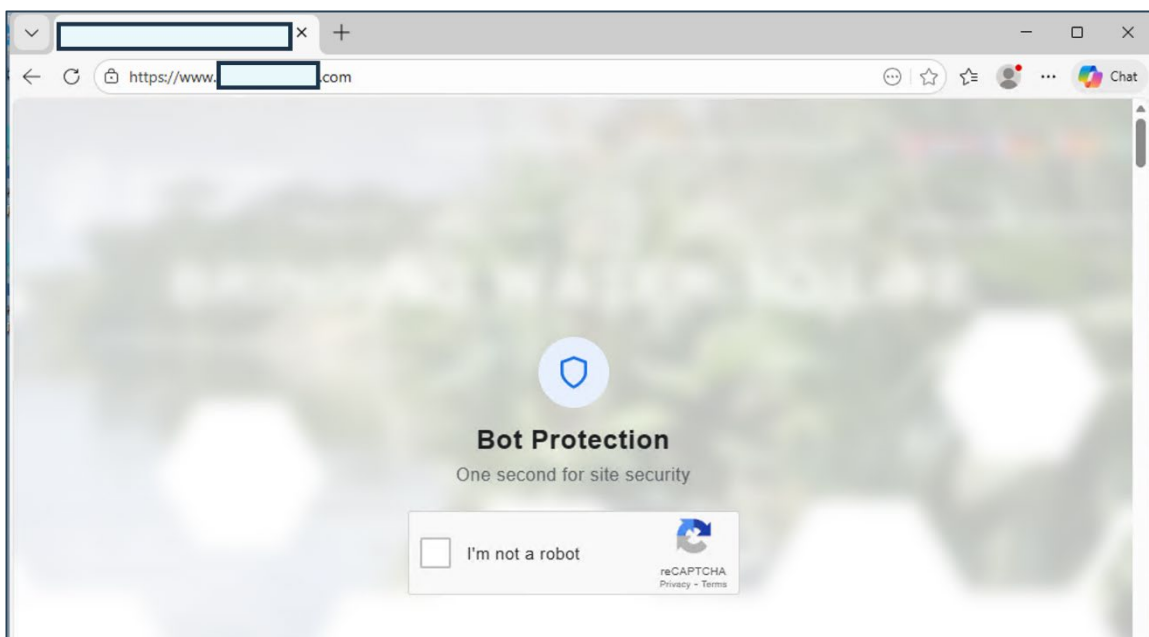 https://www.
.com
Chat
Bot Protection
One second for site security
I'm not a robot
reCAPTCHA
Privacy - Terms